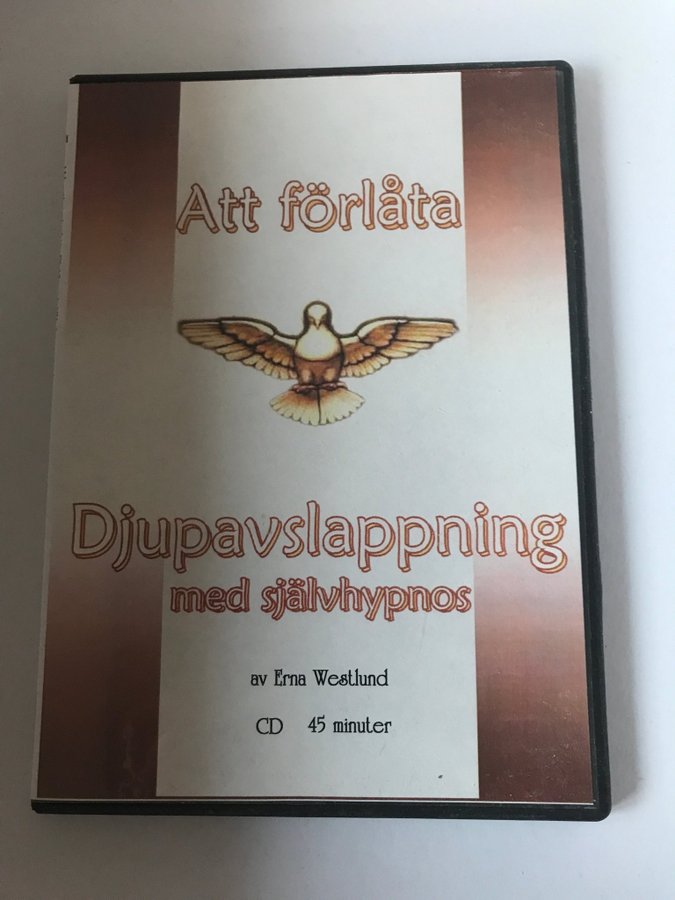 Att förlåta
Djupavslappning
med självhypnos
av Erna Westlund
CD 45 minuter